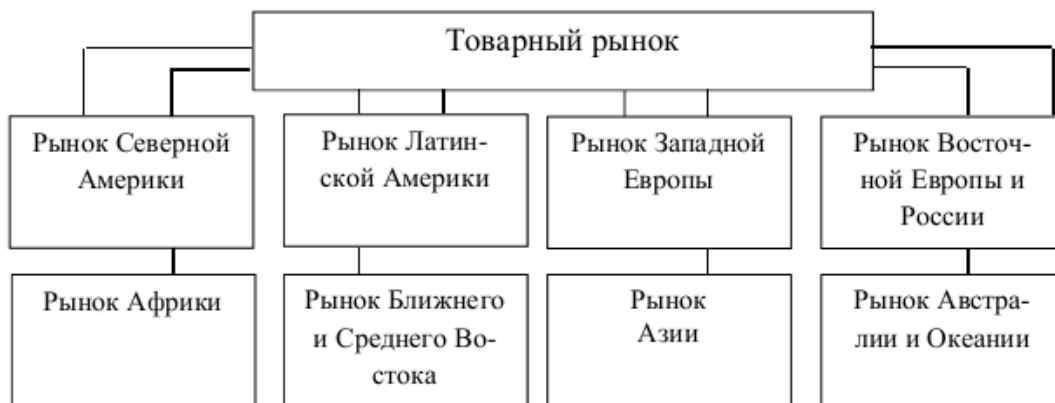 Товарный рынок
Рынок Северной
Америки
Рынок Латин-
ской Америки
Рынок Западной
Европы
Рынок Восточ-
ной Европы и
России
Рынок Африки
Рынок Ближнего
и Среднего Во-
стока
Рынок
Азии
Рынок Австра-
лии и Океании